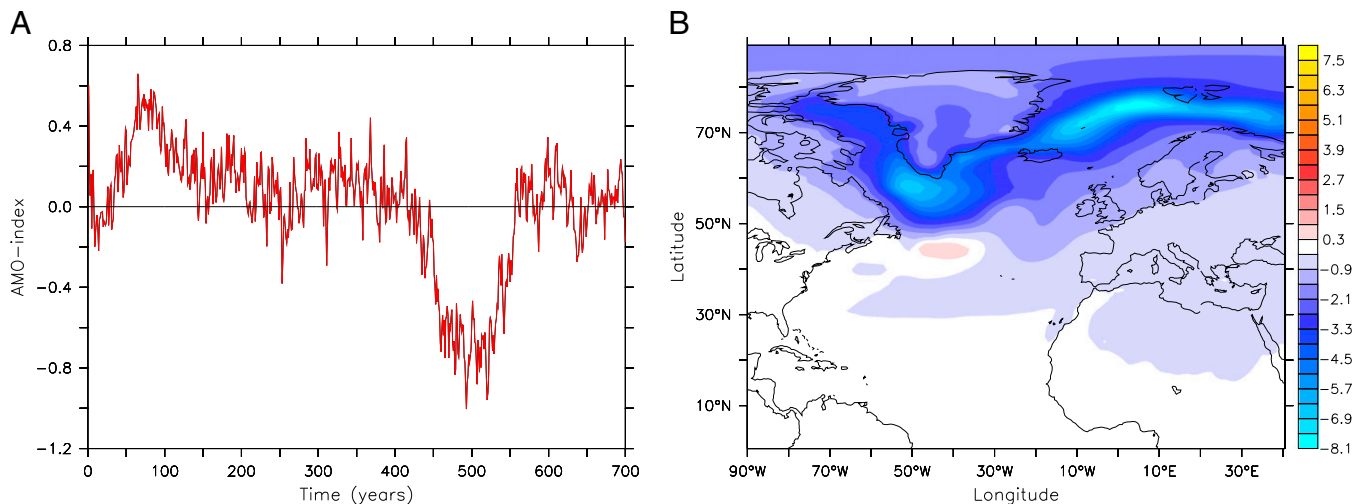 A
AMO-index
0.8
0.4
0.0
−0.4
−0.8
−1.2
0 100 200 300 400 500 600 700
Time (years)
B
Latitude
70°N
50°N
30°N
10°N
90°W 70°W 50°W 30°W 10°W 10°E 30°E
Longitude
7.5
6.3
5.1
3.9
2.7
1.5
0.3
−0.9
−2.1
−3.3
−4.5
−5.7
−6.9
−8.1